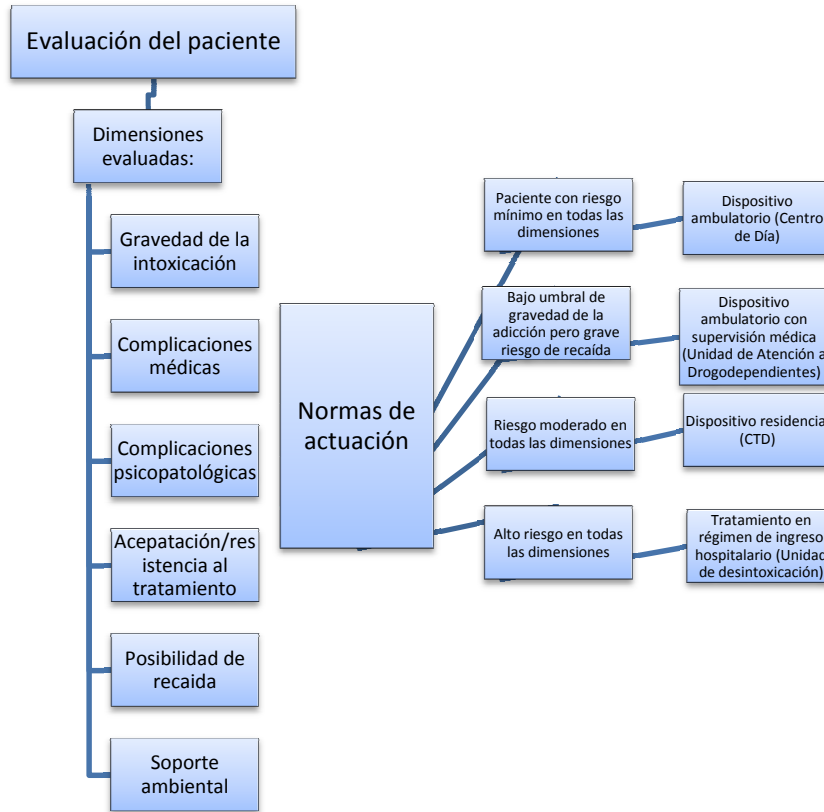 Evaluación del paciente
Dimensiones
evaluadas:
Gravedad de la
intoxicación
Complicaciones
médicas
Complicaciones
psicopatológicas
Acepatación/res
istencia al
tratamiento
Posibilidad de
recaida
Soporte
ambiental
Normas de
actuación
Paciente con riesgo
mínimo en todas las
dimensiones
Dispositivo
ambulatorio (Centro
de Día)
Bajo umbral de
gravedad de la
adicción pero grave
riesgo de recaída
Dispositivo
ambulatorio con
supervisión médica
(Unidad de Atención a
Drogodependientes)
Riesgo moderado en
todas las dimensiones
Dispositivo residencia
(CTD)
Alto riesgo en todas
las dimensiones
Tratamiento en
régimen de ingreso
hospitalario (Unidad
de desintoxicación)